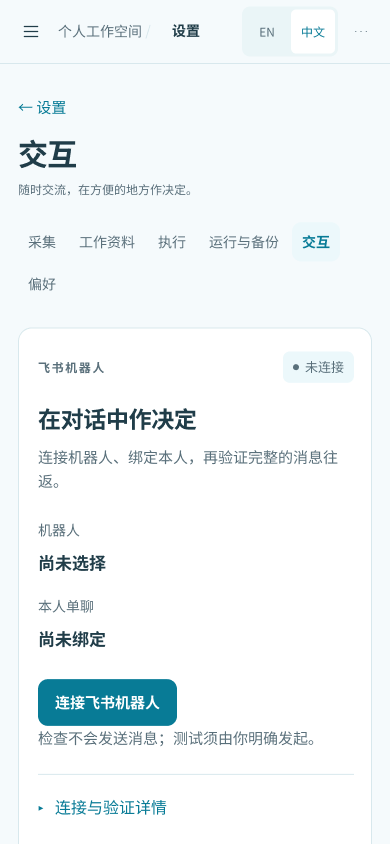 个人工作空间 / 设置 EN 中文 ...
← 设置
交互
随时交流，在方便的地方作决定。
采集 工作资料 执行 运行与备份 交互
偏好
飞书机器人 • 未连接
在对话中作决定
连接机器人、绑定本人，再验证完整的消息往
返。
机器人
尚未选择
本人单聊
尚未绑定
连接飞书机器人
检查不会发送消息；测试须由你明确发起。
▸ 连接与验证详情